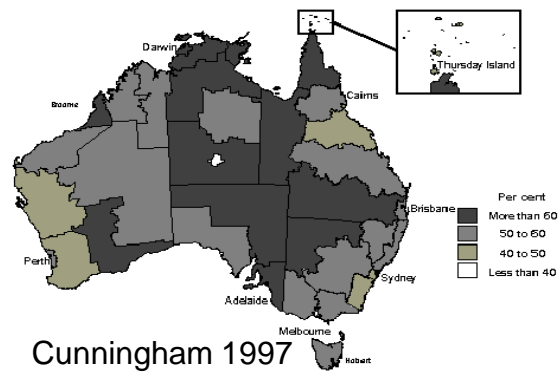 Darwin
Thursday Island
Broome
Cairns
Per cent
More than 60
50 to 60
40 to 50
Less than 40
Brisbane
Perth
Sydney
Adelaide
Melbourne
Hobart
Cunningham 1997